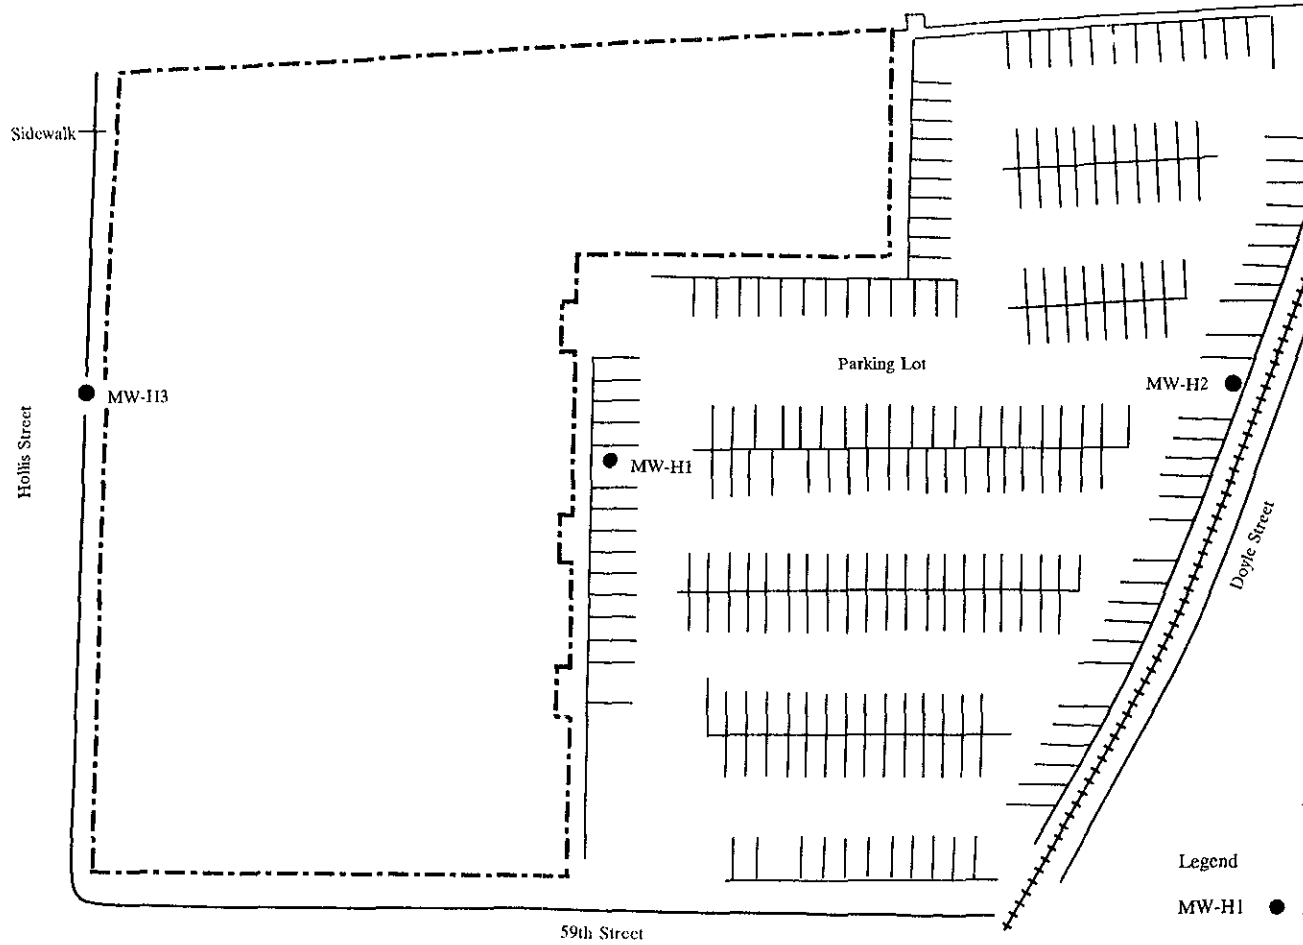 Sidewalk
Parking Lot
MW-H2
MW-H3
Hollis Street
MW-H1
Doyle Street
Legend
MW-H1
59th Street